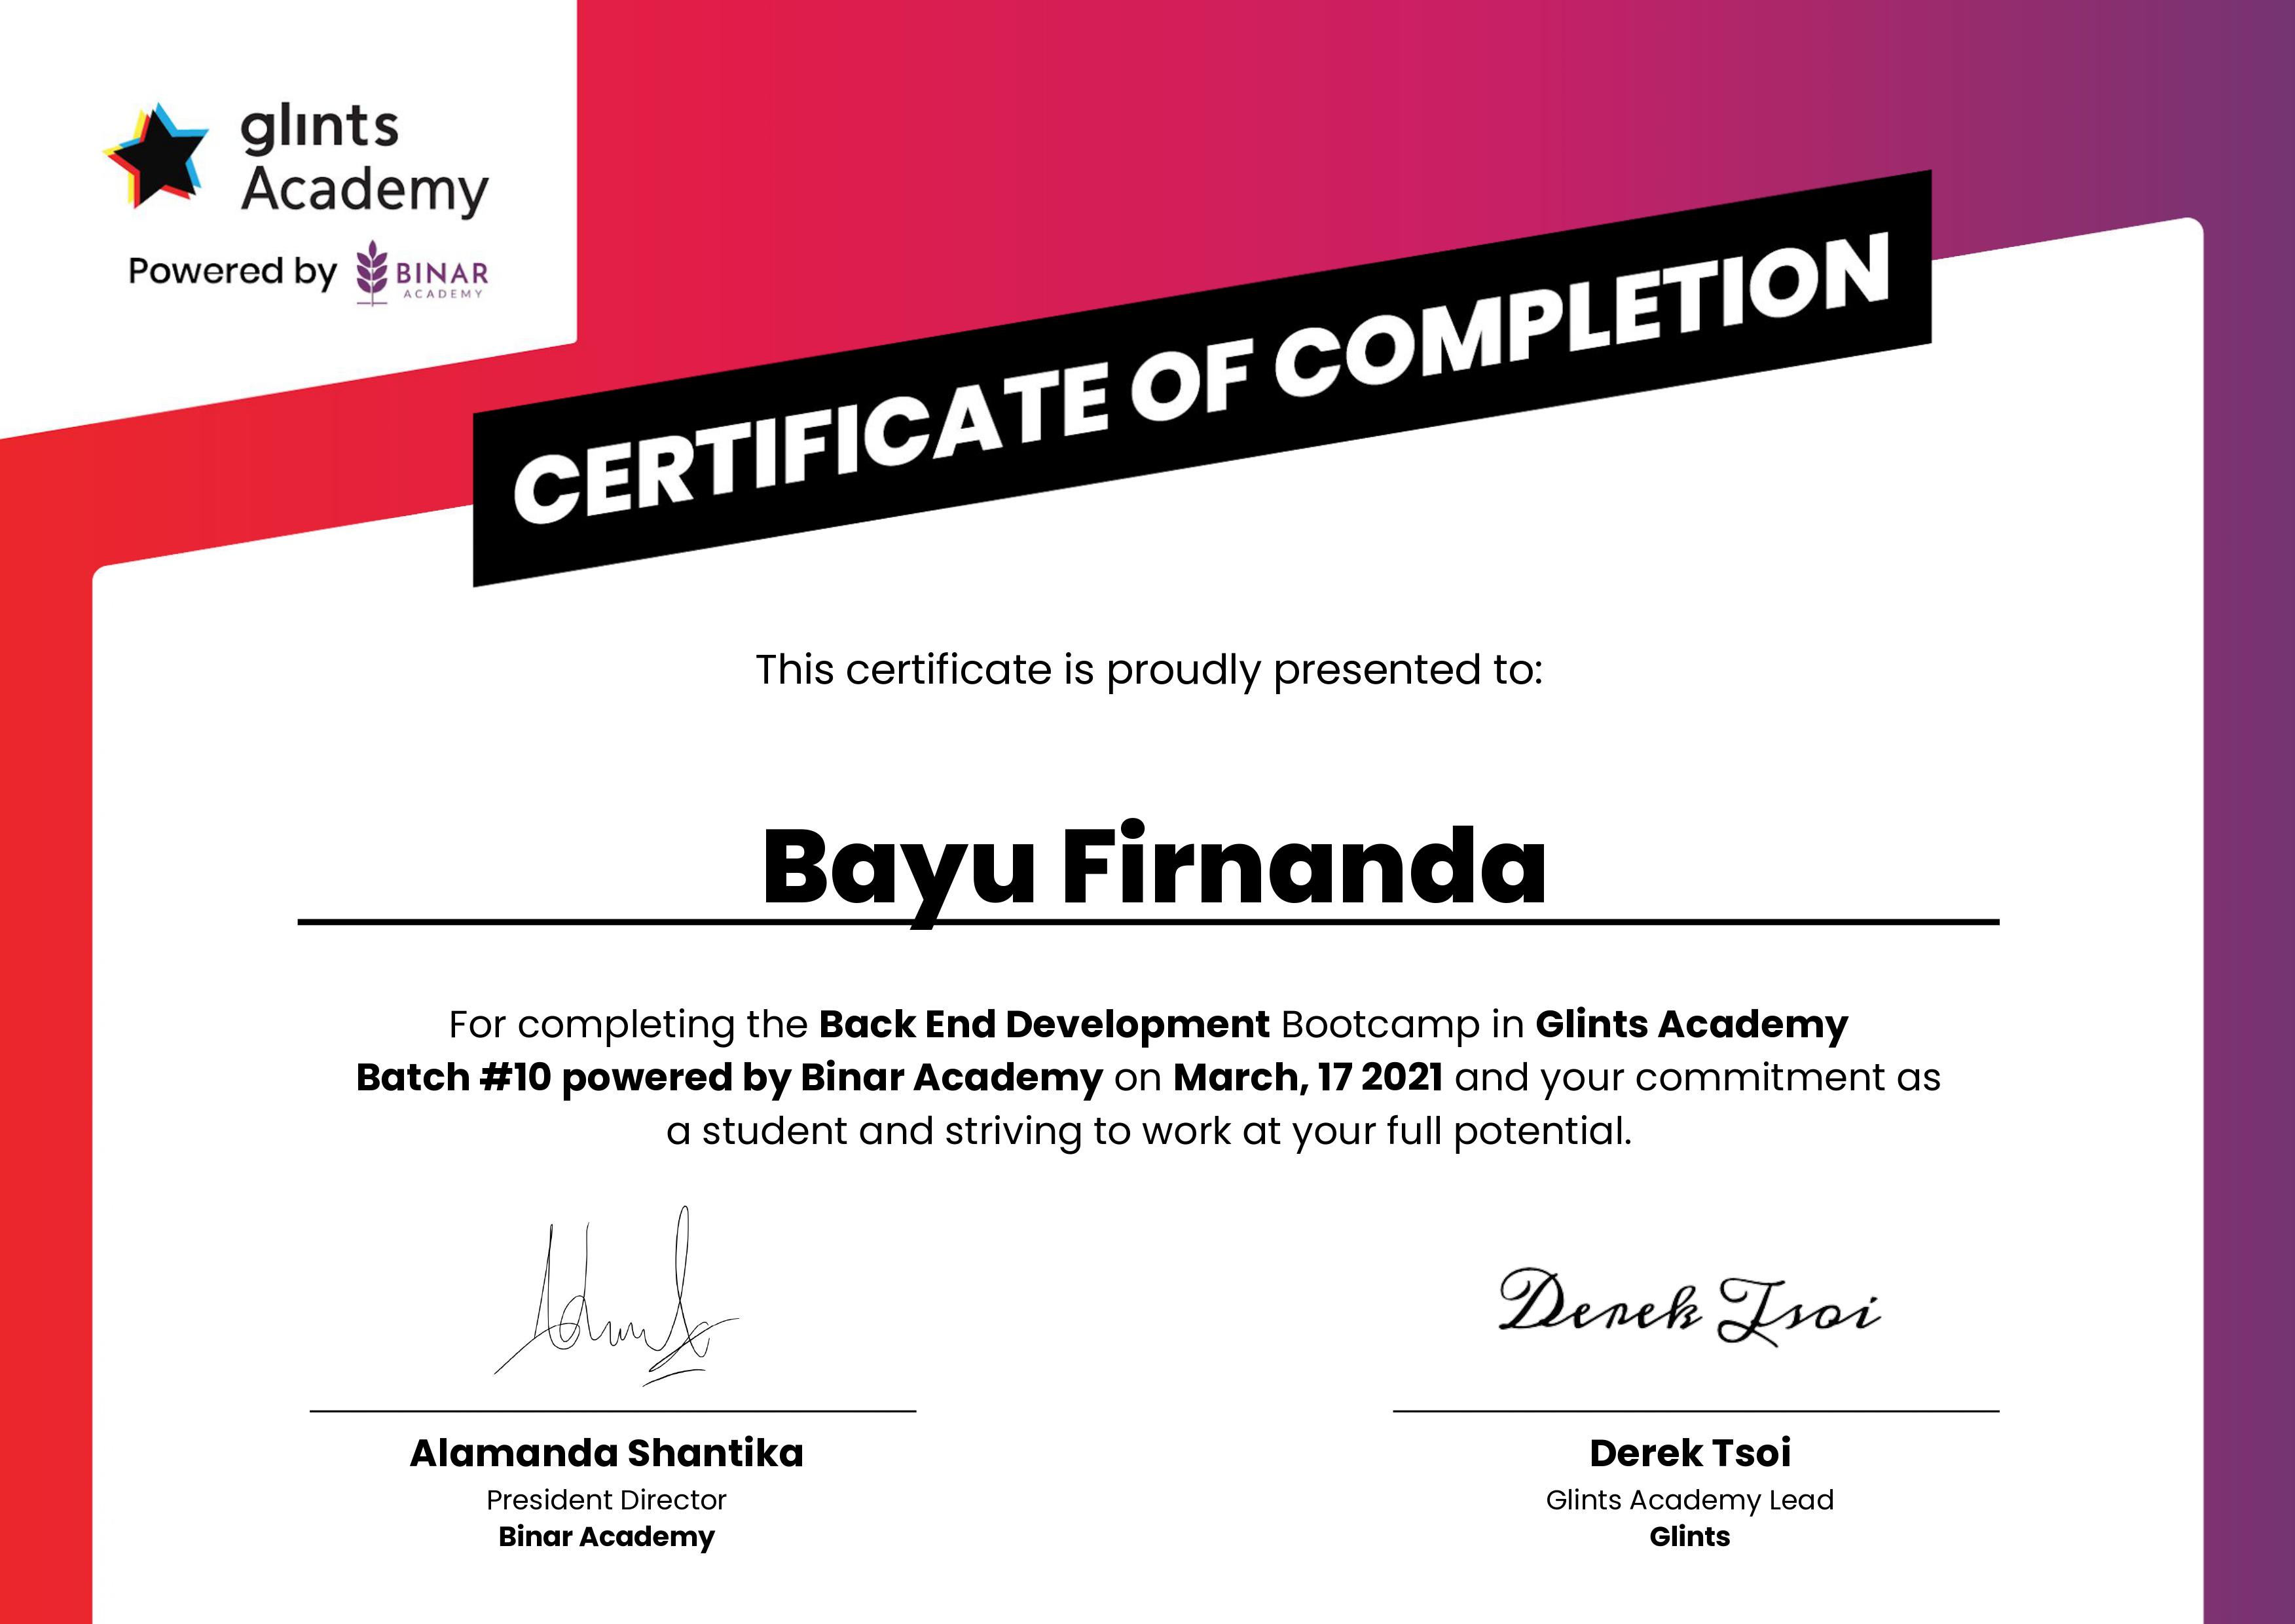 glints
Academy
Powered by BINAR
ACADEMY
CERTIFICATE OF COMPLETION
This certificate is proudly presented to:
Bayu Firnanda
For completing the Back End Development Bootcamp in Glints Academy
Batch #10 powered by Binar Academy on March, 17 2021 and your commitment as
a student and striving to work at your full potential.
Derek Tsoi
Alamanda Shantika
President Director
Binar Academy
Derek Tsoi
Glints Academy Lead
Glints